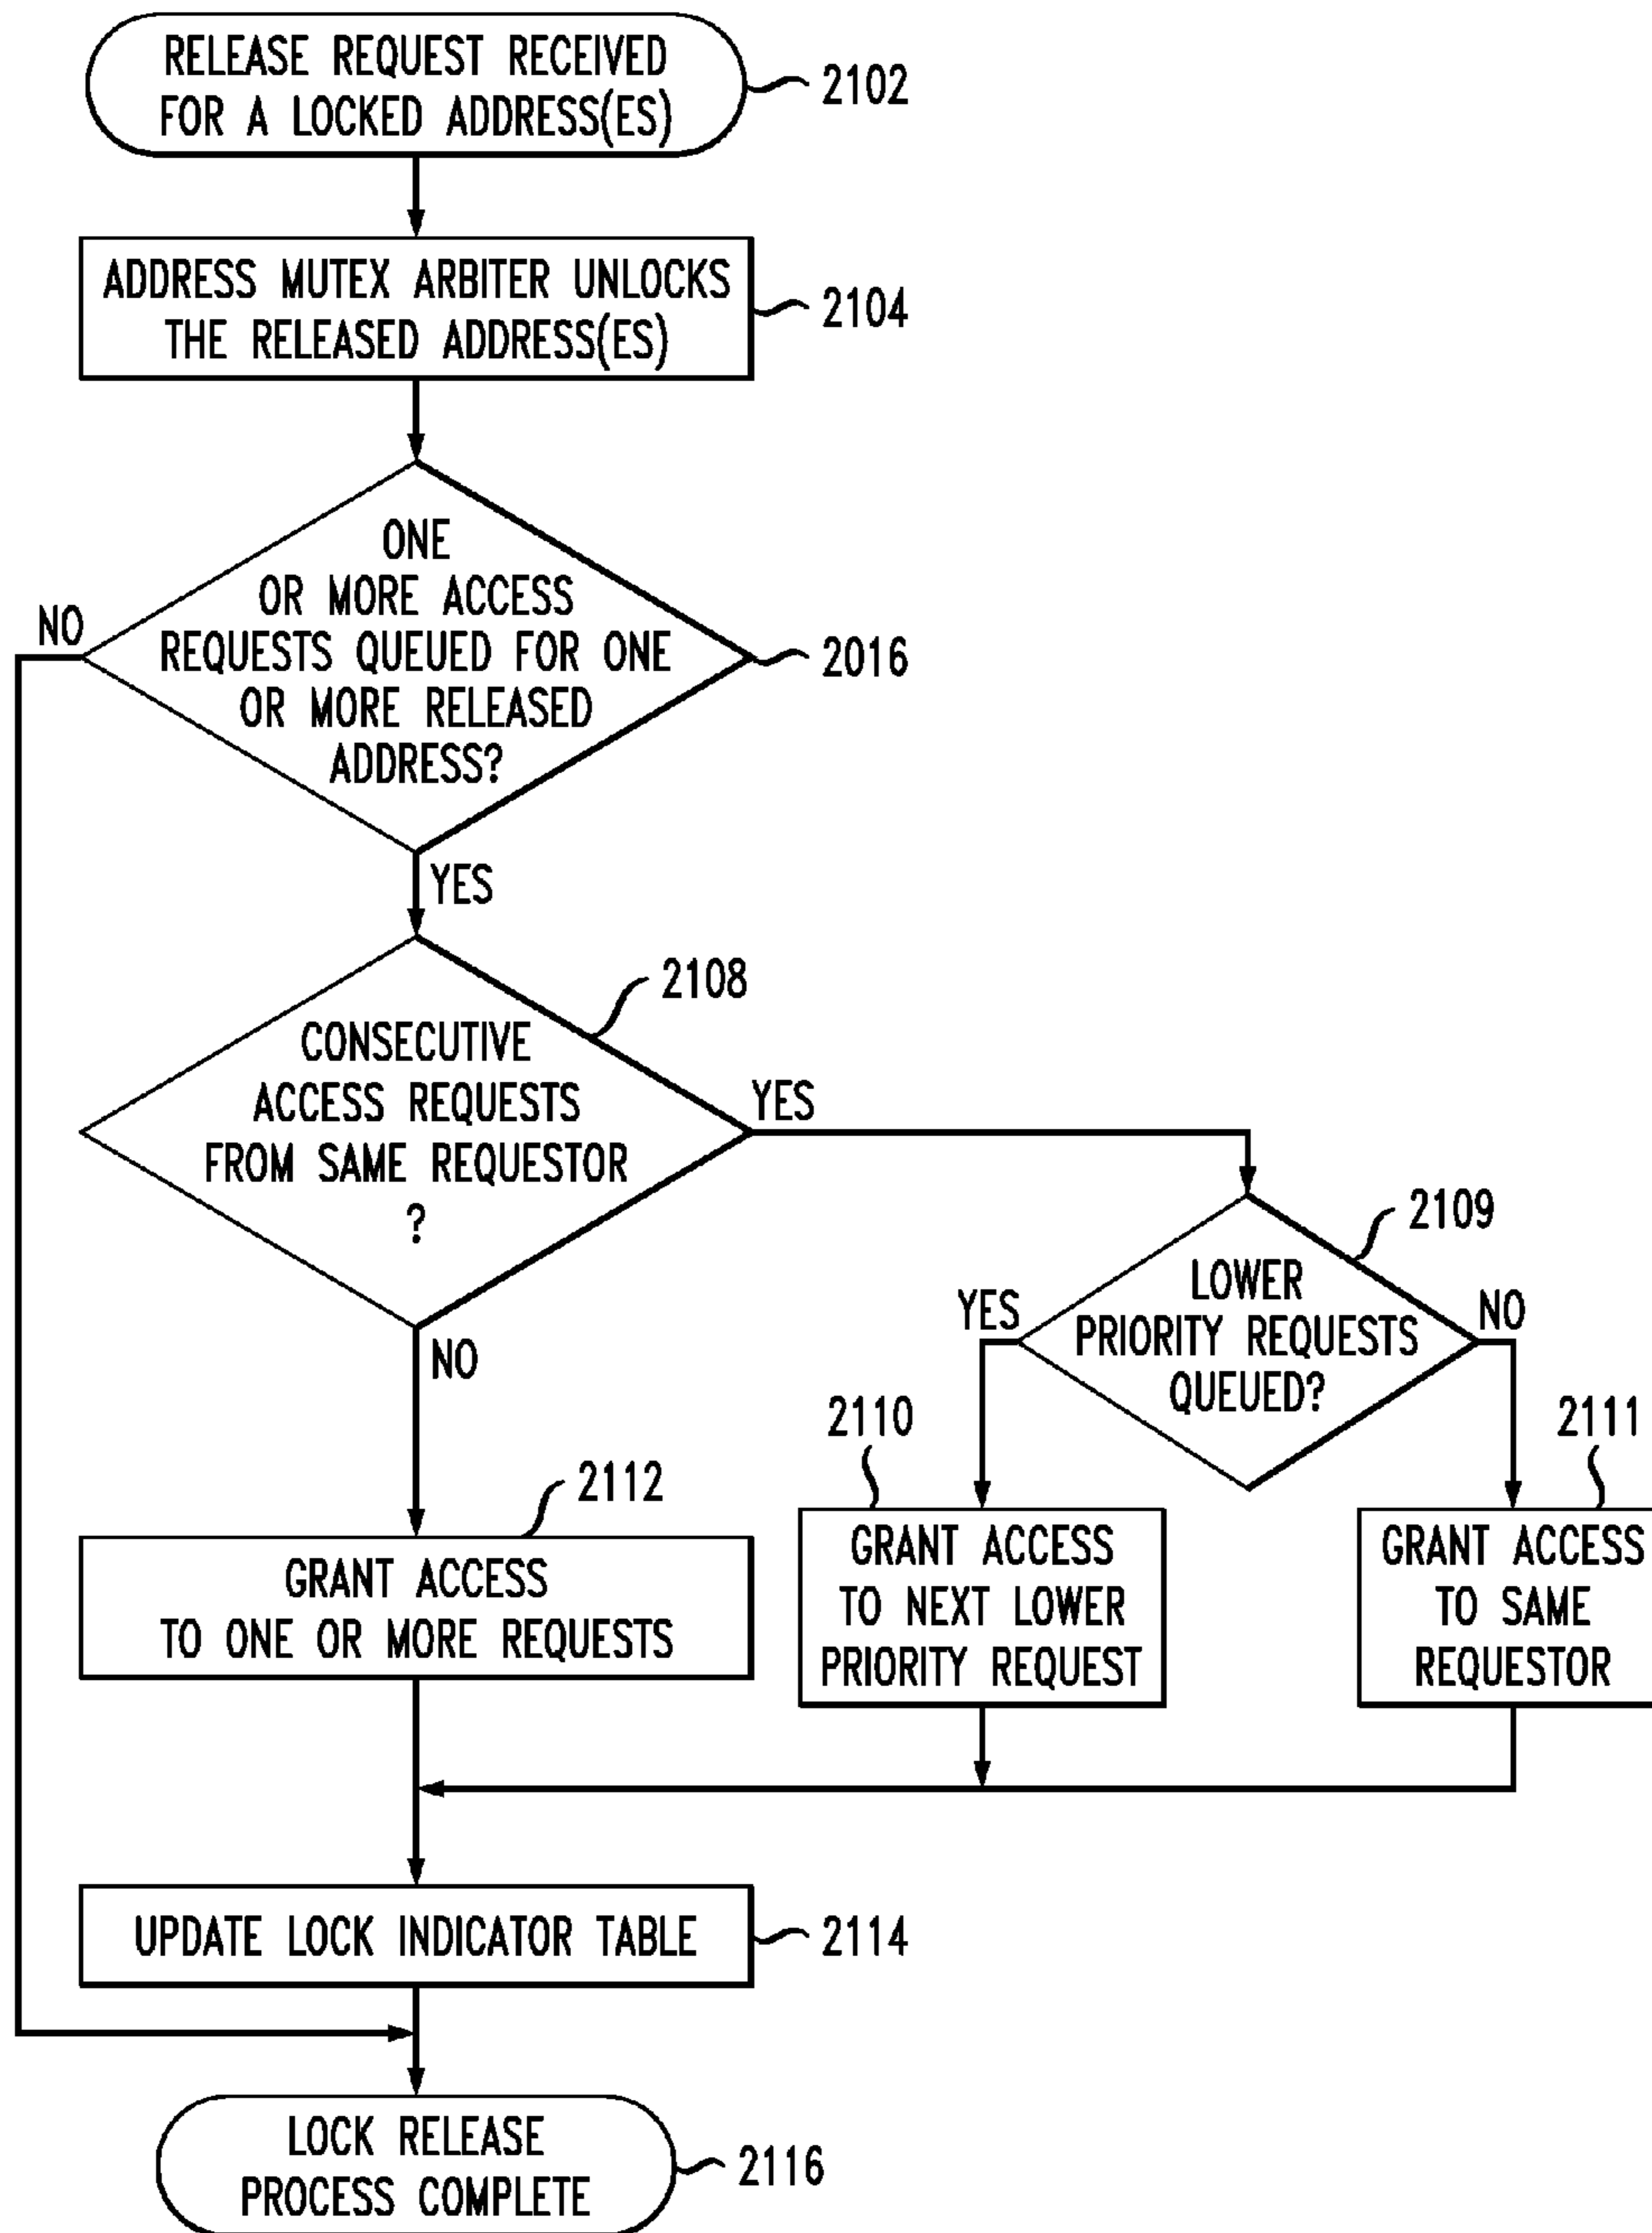 RELEASE REQUEST RECEIVED
FOR A LOCKED ADDRESS(ES)
2102
ADDRESS MUTEX ARBITER UNLOCKS
THE RELEASED ADDRESS(ES)
2104
ONE
OR MORE ACCESS
REQUESTS QUEUED FOR ONE
OR MORE RELEASED
ADDRESS?
NO
2016
YES
2108
CONSECUTIVE
ACCESS REQUESTS
FROM SAME REQUESTOR
?
YES
NO
2109
LOWER
PRIORITY REQUESTS
QUEUED?
YES
NO
2110
2111
2112
GRANT ACCESS
TO ONE OR MORE REQUESTS
GRANT ACCESS
TO NEXT LOWER
PRIORITY REQUEST
GRANT ACCESS
TO SAME
REQUESTOR
UPDATE LOCK INDICATOR TABLE
2114
LOCK RELEASE
PROCESS COMPLETE
2116